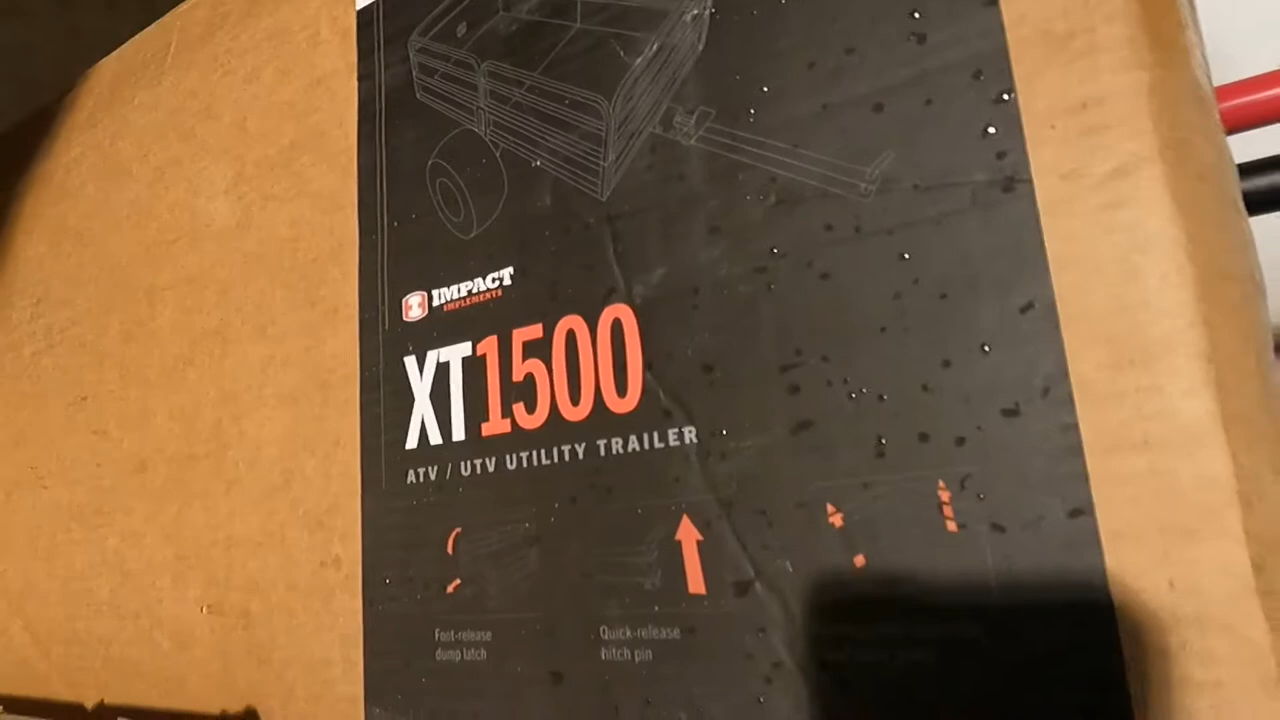 IMPACT
IMPLEMENTS
XT1500
ATV / UTV UTILITY TRAILER
Foot-release
dump latch
Quick-release
hitch pin